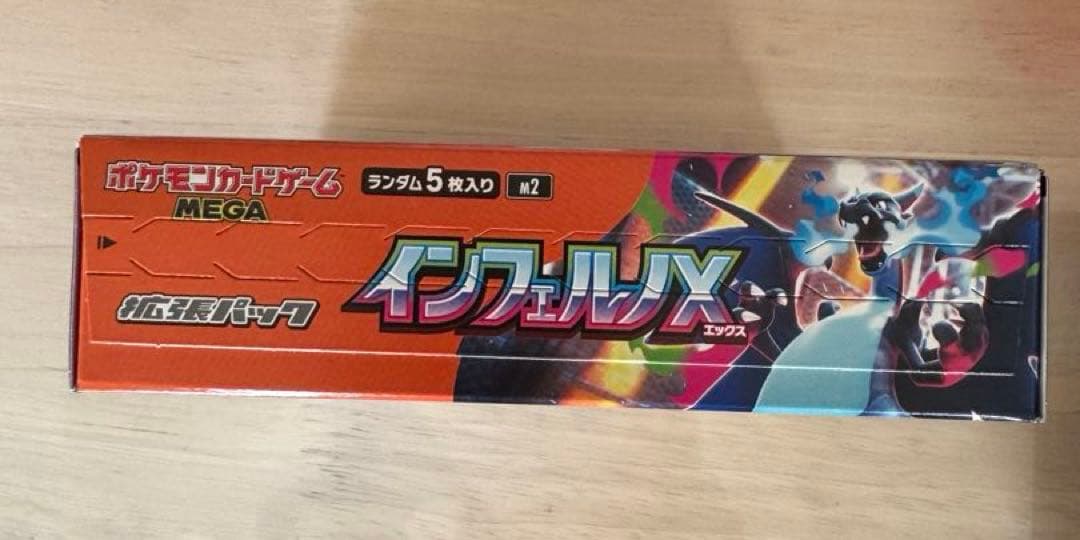 ポケモンカードゲーム
MEGA
ランダム5枚入り
M2
拡張パック
インフェルノX
エックス